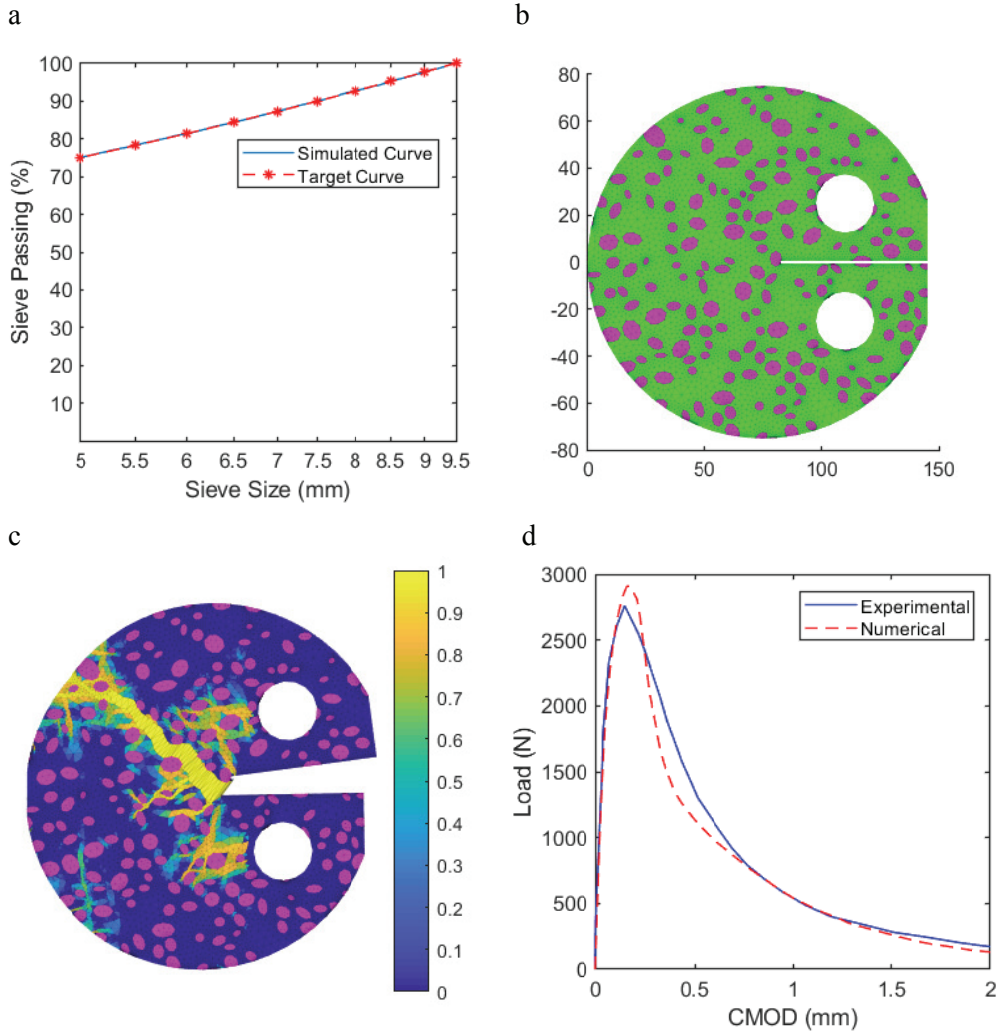 a
100
90
80
70
60
50
40
30
20
10
Sieve Passing (%)
Simulated Curve
Target Curve
5 5.5 6 6.5 7 7.5 8 8.5 9 9.5
Sieve Size (mm)
b
80
60
40
20
0
-20
-40
-60
-80
0 50 100 150
c
1
0.9
0.8
0.7
0.6
0.5
0.4
0.3
0.2
0.1
0
d
3000
2500
2000
1500
1000
500
0
Load (N)
Experimental
Numerical
0 0.5 1 1.5 2
CMOD (mm)